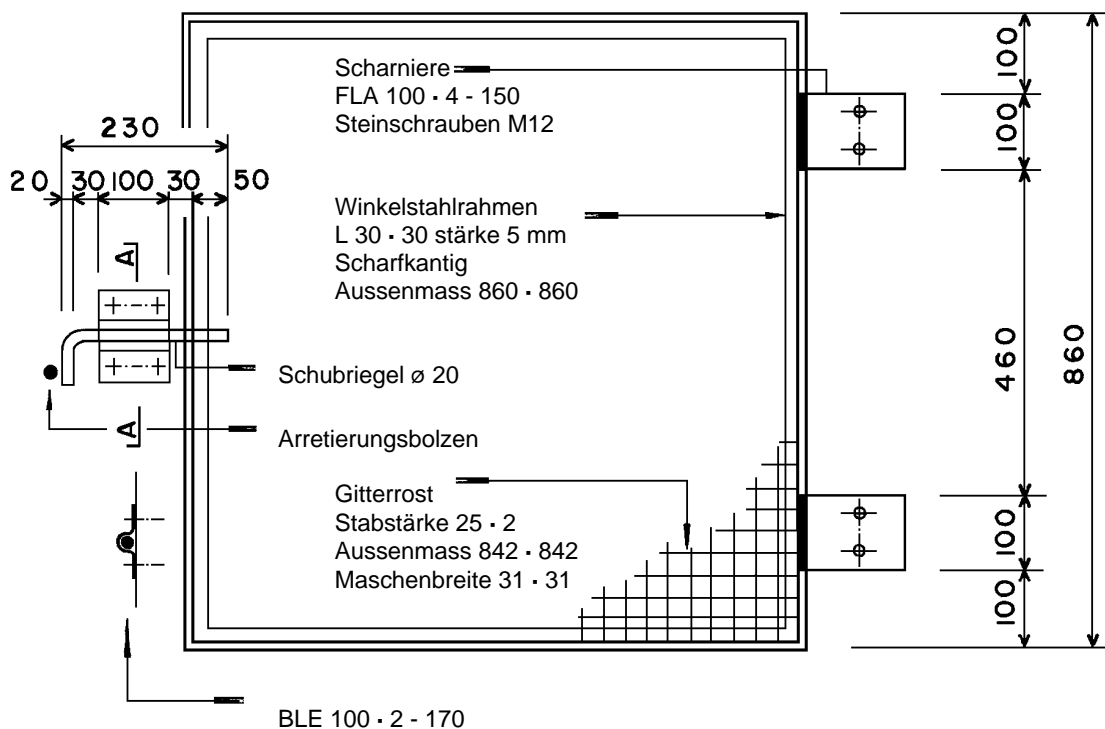 Scharniere
FLA 100 · 4 - 150
Steinschrauben M12
230
20 30 100 30 50
Winkelstahlrahmen
L 30 · 30 stärke 5 mm
Scharfkantig
Aussenmass 860 · 860
A
Schubriegel ø 20
A
Arretierungsbolzen
Gitterrost
Stabstärke 25 · 2
Aussenmass 842 · 842
Maschenbreite 31 · 31
BLE 100 · 2 - 170
100
100
460
860
100
100